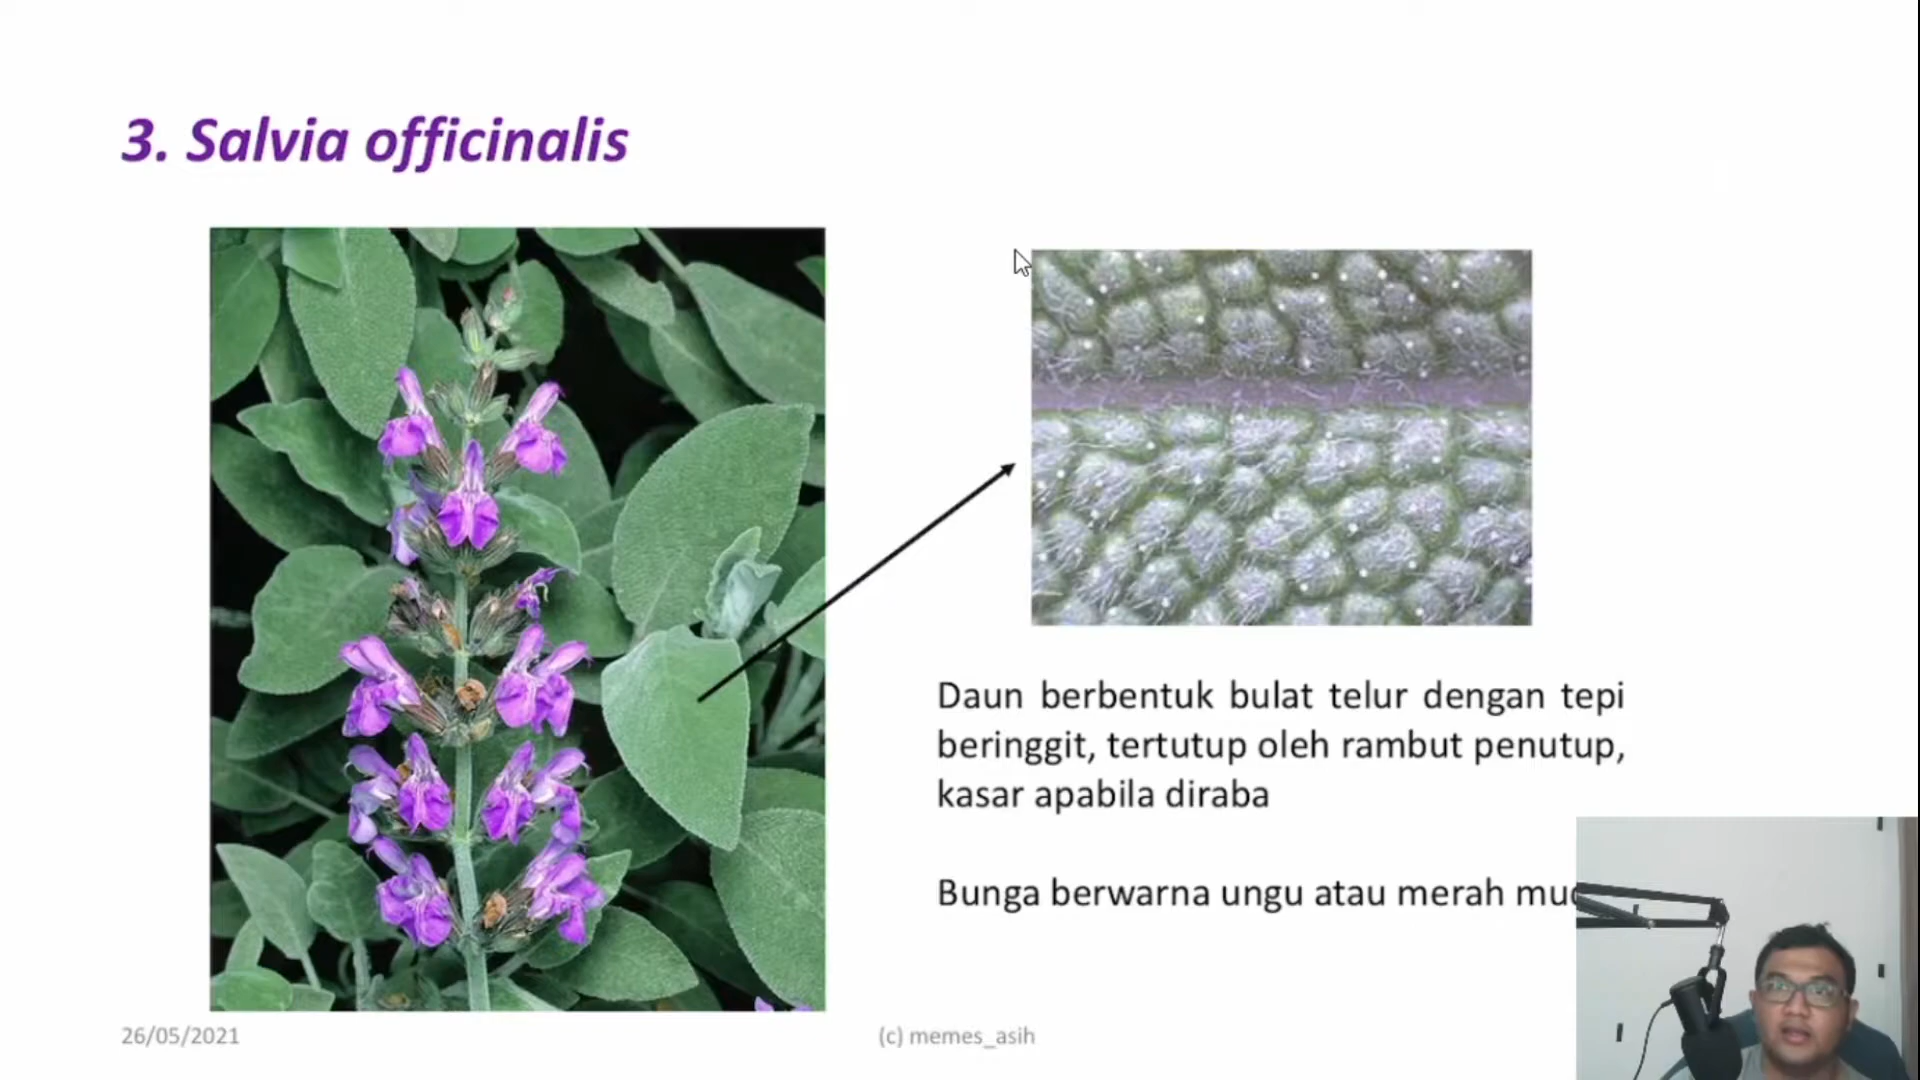 3. Salvia officinalis
Daun berbentuk bulat telur dengan tepi
beringgit, tertutup oleh rambut penutup,
kasar apabila diraba
Bunga berwarna ungu atau merah
26/05/2021
(c) memes_asih